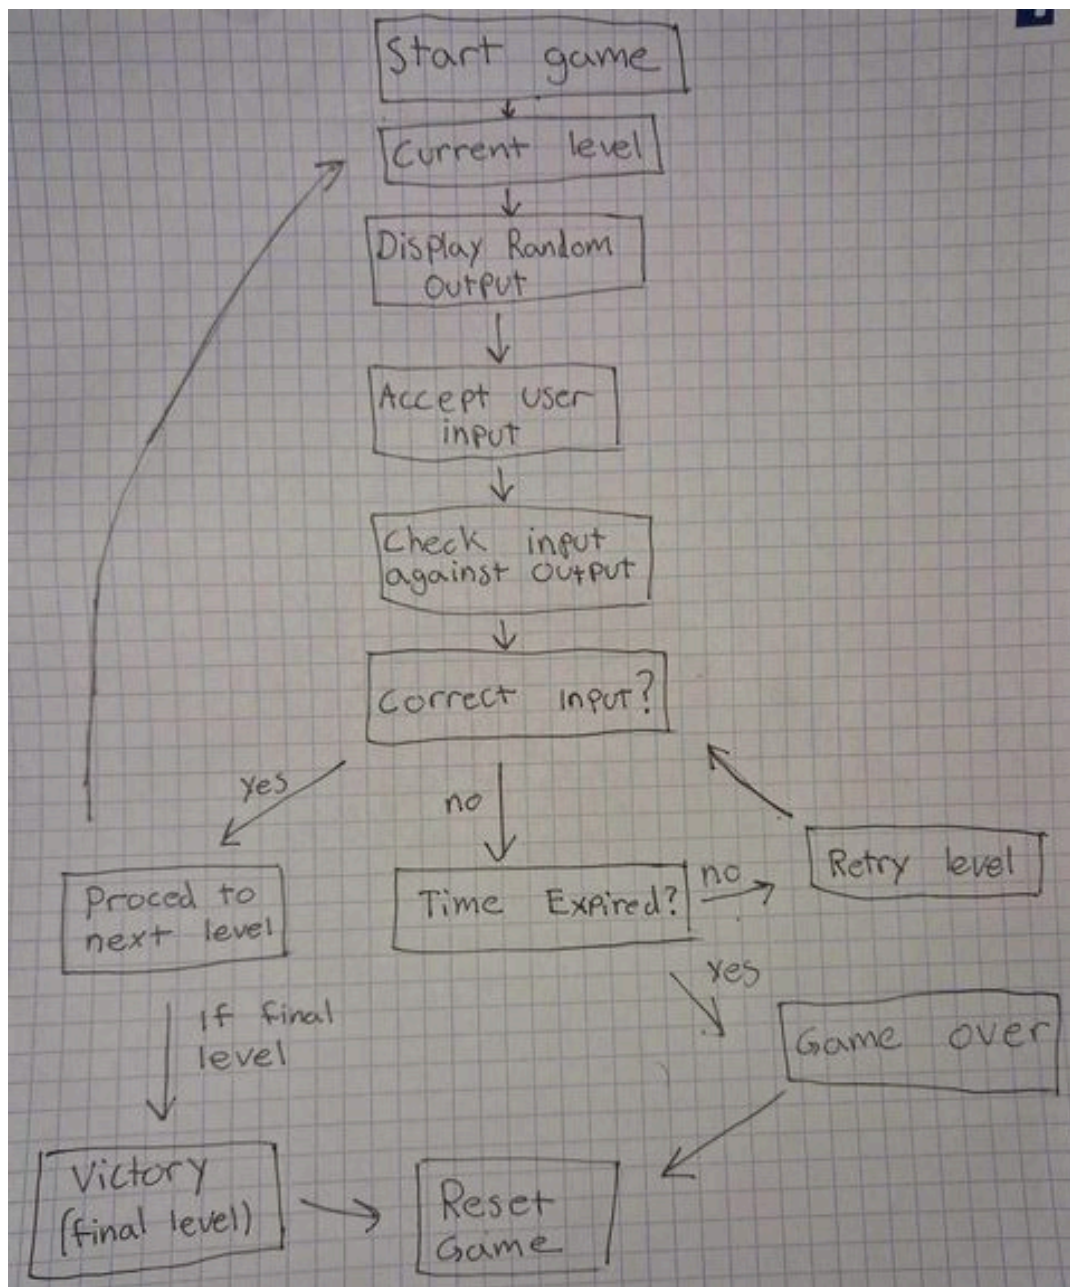 Start game
Current level
Display Random
Output
Accept user
input
Check input
against output
Correct input?
yes
no
Proced to
next level
Time Expired?
no
Retry level
yes
If final
level
Game over
Victory
(final level)
Reset
Game